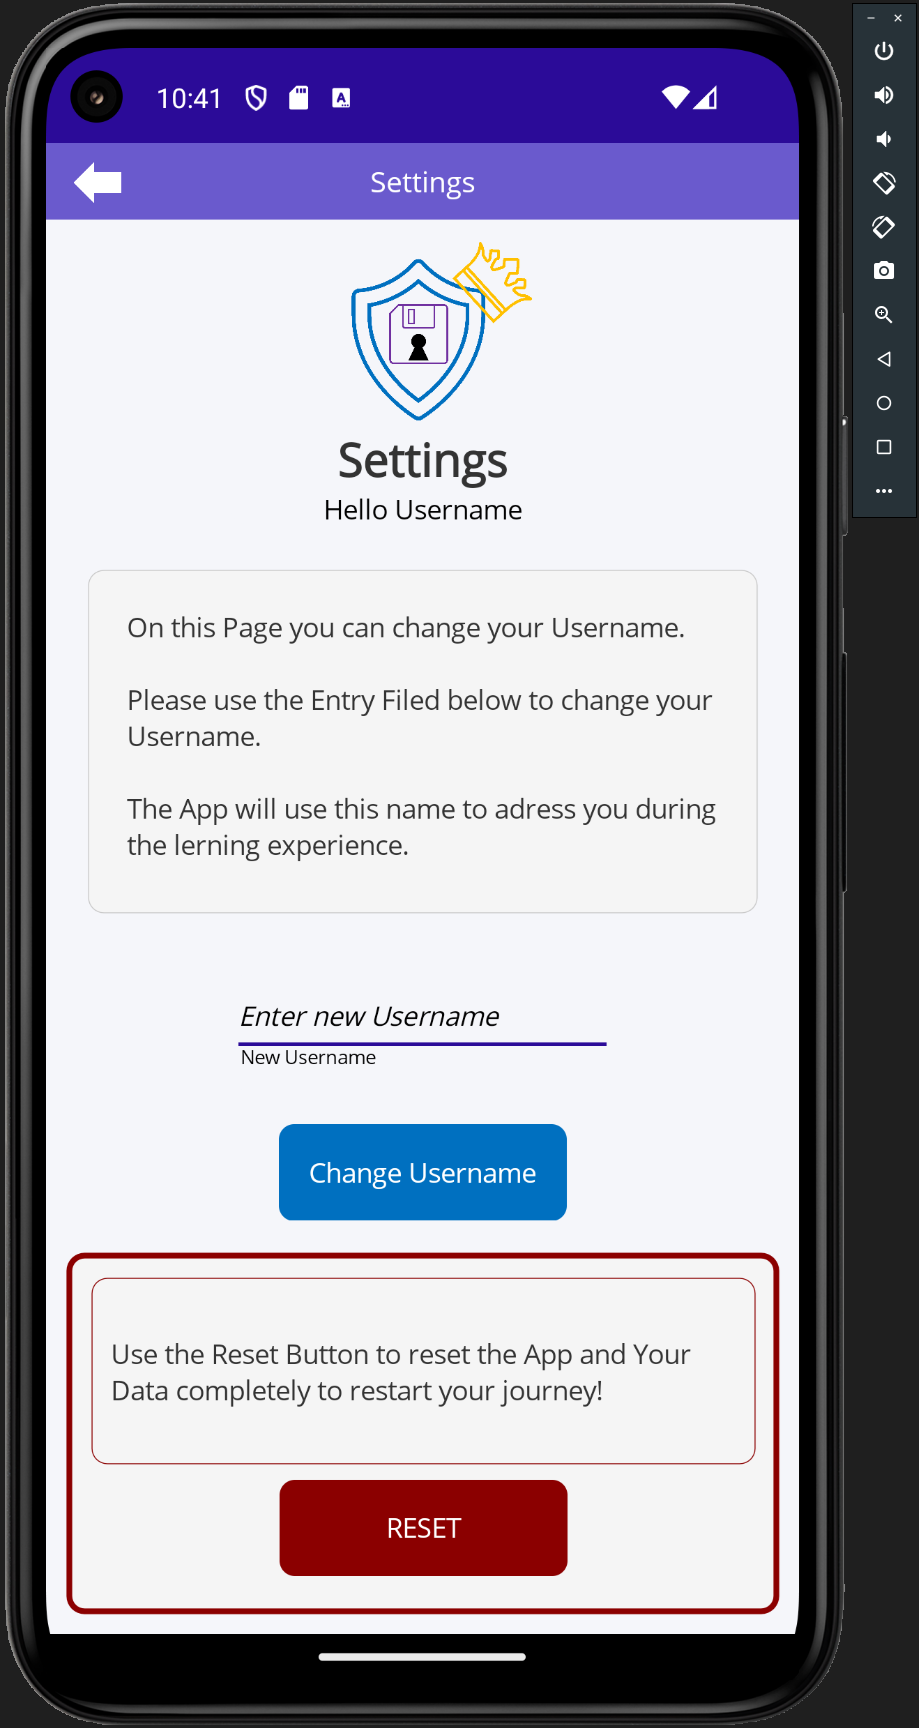 10:41
A
Settings
Settings
Hello Username
On this Page you can change your Username.
Please use the Entry Filed below to change your
Username.
The App will use this name to adress you during
the lerning experience.
Enter new Username
New Username
Change Username
Use the Reset Button to reset the App and Your
Data completely to restart your journey!
RESET